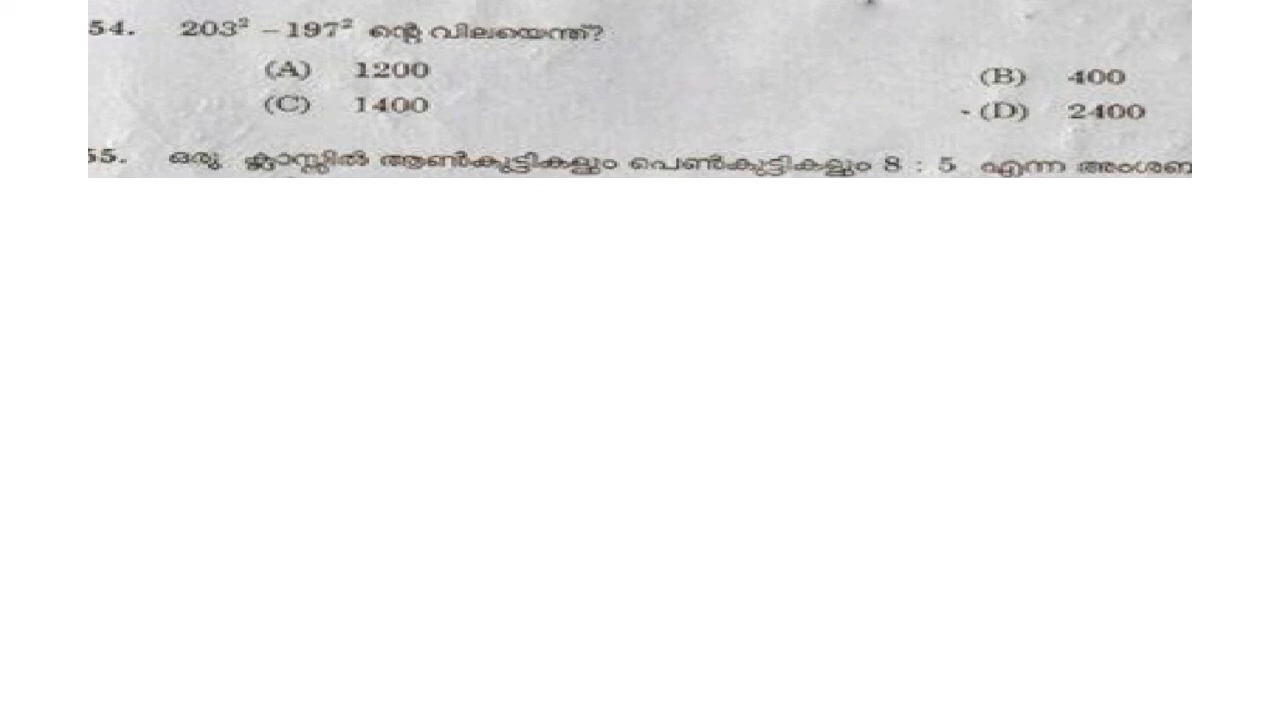 54. 203² – 197² ന്റെ വിലയെന്ത്?
(A) 1200 (B) 400
(C) 1400 - (D) 2400
55. ഒരു ക്ലാസ്സിൽ ആൺകുട്ടികളും പെൺകുട്ടികളും 8 : 5 എന്ന